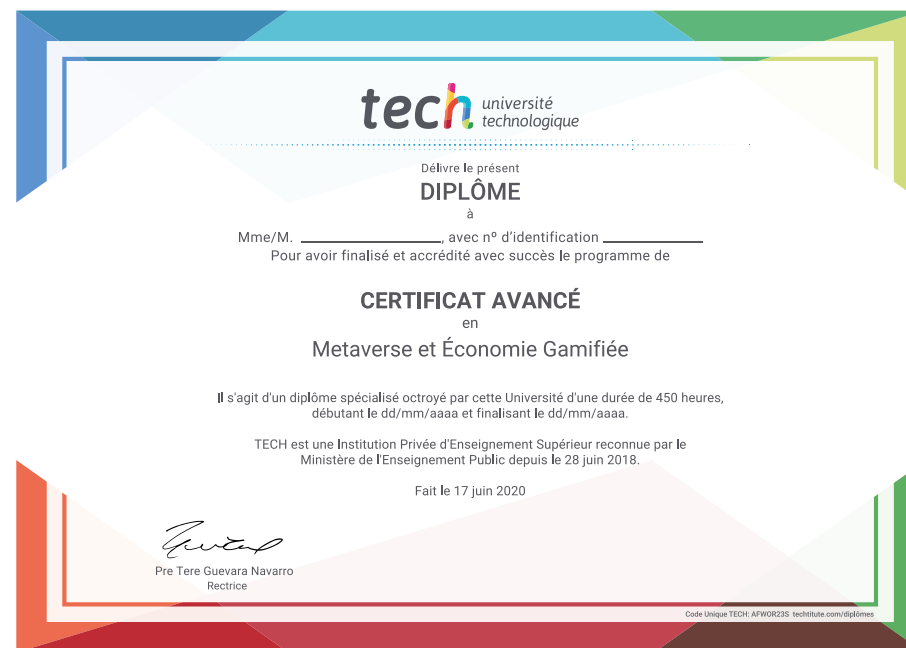 tech université
technologique
Délivre le présent
DIPLÔME
à
Mme/M. ____________________, avec nº d'identification ______________
Pour avoir finalisé et accrédité avec succès le programme de
CERTIFICAT AVANCÉ
en
Metaverse et Économie Gamifiée
Il s'agit d'un diplôme spécialisé octroyé par cette Université d'une durée de 450 heures,
débutant le dd/mm/aaaa et finalisant le dd/mm/aaaa.
TECH est une Institution Privée d'Enseignement Supérieur reconnue par le
Ministère de l'Enseignement Public depuis le 28 juin 2018.
Fait le 17 juin 2020
Pre Tere Guevara Navarro
Rectrice
Code Unique TECH: AFWOR23S techtitute.com/diplômes